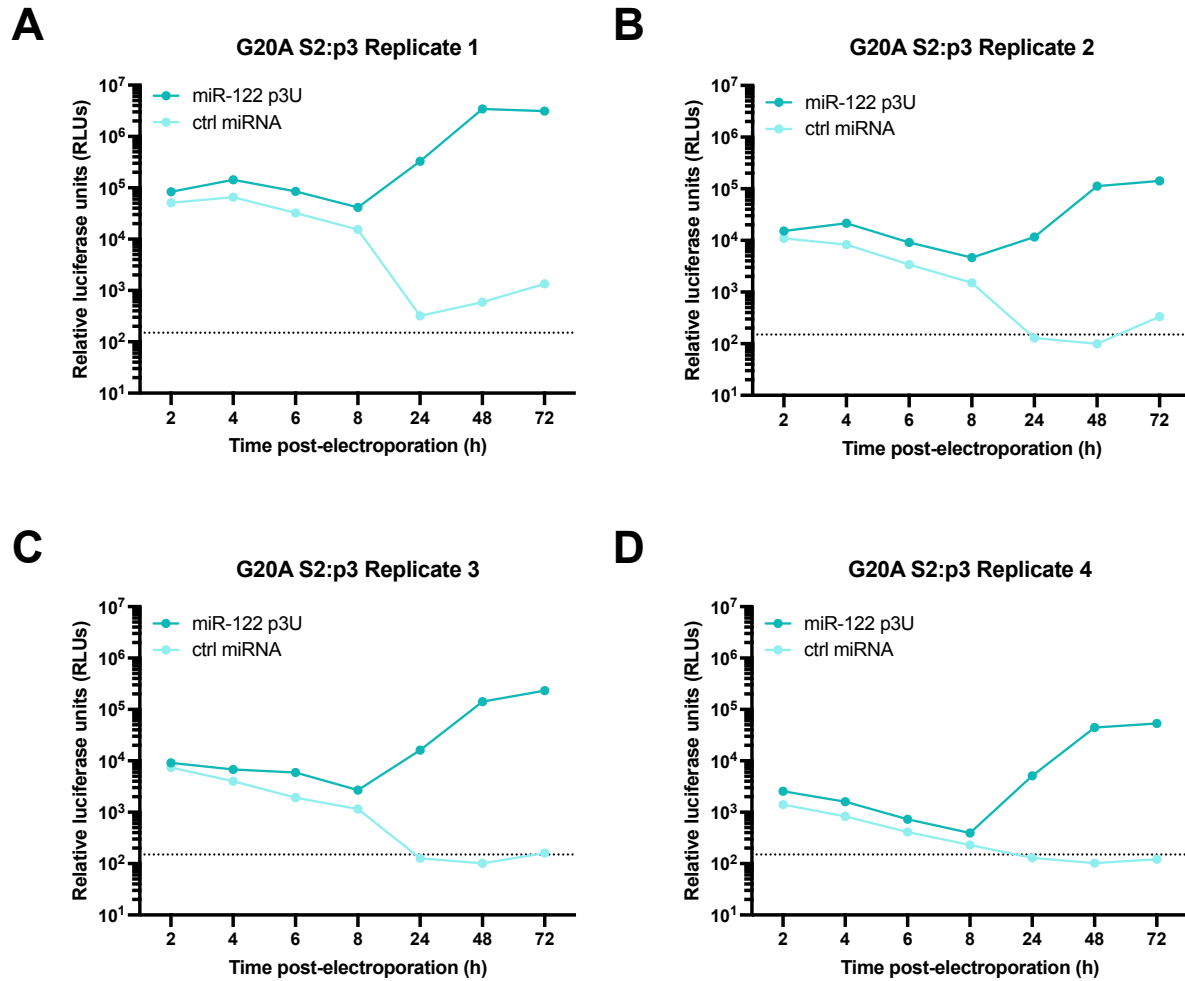 A
G20A S2:p3 Replicate 1
miR-122 p3U
ctrl miRNA
Relative luciferase units (RLUs)
10⁷
10⁶
10⁵
10⁴
10³
10²
10¹
2 4 6 8 24 48 72
Time post-electroporation (h)
B
G20A S2:p3 Replicate 2
miR-122 p3U
ctrl miRNA
Relative luciferase units (RLUs)
10⁷
10⁶
10⁵
10⁴
10³
10²
10¹
2 4 6 8 24 48 72
Time post-electroporation (h)
C
G20A S2:p3 Replicate 3
miR-122 p3U
ctrl miRNA
Relative luciferase units (RLUs)
10⁷
10⁶
10⁵
10⁴
10³
10²
10¹
2 4 6 8 24 48 72
Time post-electroporation (h)
D
G20A S2:p3 Replicate 4
miR-122 p3U
ctrl miRNA
Relative luciferase units (RLUs)
10⁷
10⁶
10⁵
10⁴
10³
10²
10¹
2 4 6 8 24 48 72
Time post-electroporation (h)